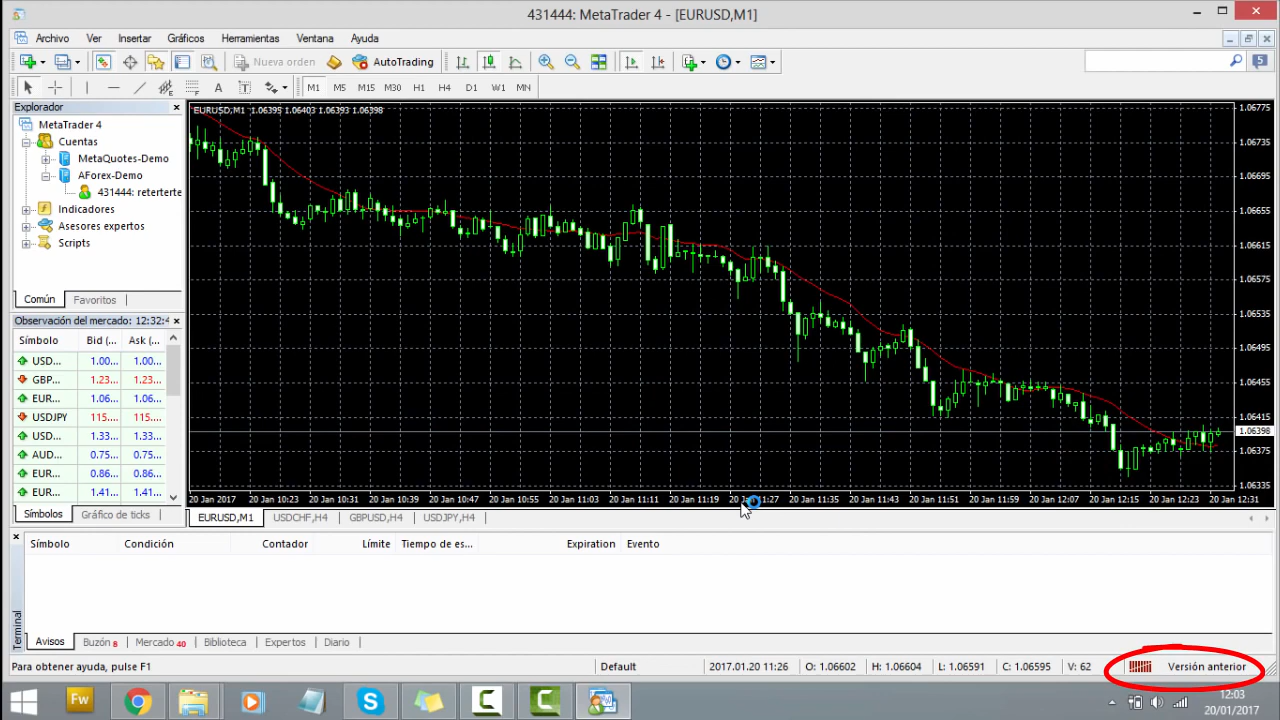 431444: MetaTrader 4 - [EURUSD,M1]
Archivo Ver Insertar Gráficos Herramientas Ventana Ayuda
Nueva orden AutoTrading 5
A T M1 M5 M15 M30 H1 H4 D1 W1 MN
Explorador
MetaTrader 4
Cuentas
MetaQuotes-Demo
AForex-Demo
431444: reterterte
Indicadores
Asesores expertos
Scripts
Común Favoritos
Observación del mercado: 12:32:4
Símbolo Bid (... Ask (...
USD... 1.00... 1.00...
GBP... 1.23... 1.23...
EUR... 1.06... 1.06...
USDJPY 115.... 115....
USD... 1.33... 1.33...
AUD... 0.75... 0.75...
EUR... 0.86... 0.86...
EUR... 1.41... 1.41...
Símbolos Gráfico de ticks
EURUSD,M1 1.06395 1.06403 1.06393 1.06398
1.06775
1.06735
1.06695
1.06655
1.06615
1.06575
1.06535
1.06495
1.06455
1.06415
1.06398
1.06375
1.06335
20 Jan 2017 20 Jan 10:23 20 Jan 10:31 20 Jan 10:39 20 Jan 10:47 20 Jan 10:55 20 Jan 11:03 20 Jan 11:11 20 Jan 11:19 20 Jan 11:27 20 Jan 11:35 20 Jan 11:43 20 Jan 11:51 20 Jan 11:59 20 Jan 12:07 20 Jan 12:15 20 Jan 12:23 20 Jan 12:31
EURUSD,M1 USDCHF,H4 GBPUSD,H4 USDJPY,H4
Símbolo Condición Contador Límite Tiempo de es... Expiration Evento
Terminal
Avisos Buzón 8 Mercado 40 Biblioteca Expertos Diario
Para obtener ayuda, pulse F1 Default 2017.01.20 11:26 O: 1.06602 H: 1.06604 L: 1.06591 C: 1.06595 V: 62 Versión anterior
Fw
12:03
20/01/2017